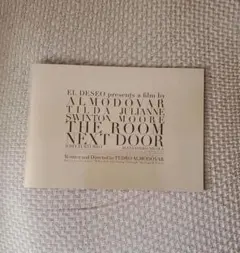 EL DESEO presents a film by
ALMODOVAR
TILDA JULIANNE
SWINTON MOORE
THE ROOM
NEXT DOOR
Written and Directed by PEDRO ALMODOVAR